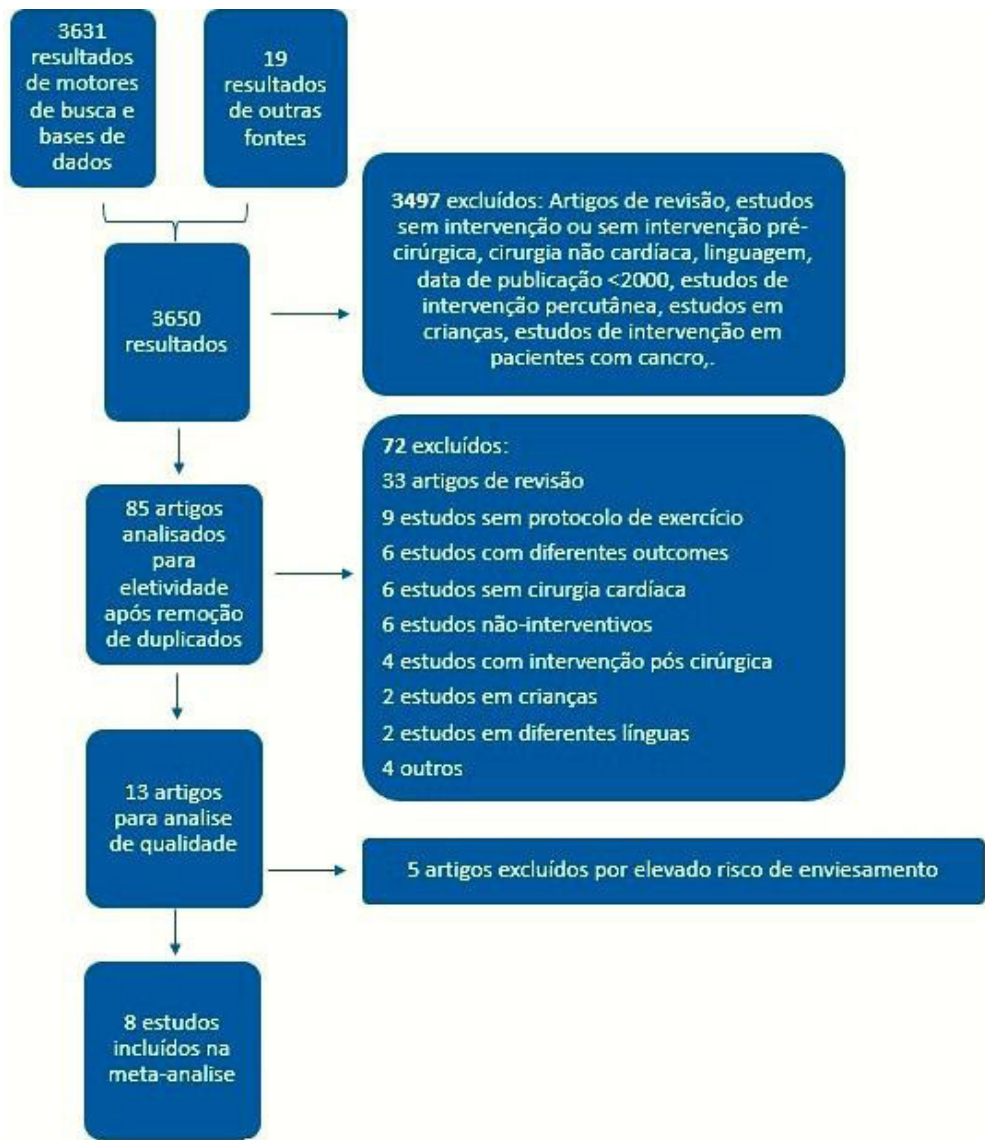 3631
resultados
de motores
de busca e
bases de
dados
19
resultados
de outras
fontes
3497 excluídos: Artigos de revisão, estudos
sem intervenção ou sem intervenção pré-
cirúrgica, cirurgia não cardíaca, linguagem,
data de publicação <2000, estudos de
intervenção percutânea, estudos em
crianças, estudos de intervenção em
pacientes com cancro,.
3650
resultados
72 excluídos:
33 artigos de revisão
9 estudos sem protocolo de exercício
6 estudos com diferentes outcomes
6 estudos sem cirurgia cardíaca
6 estudos não-interventivos
4 estudos com intervenção pós cirúrgica
2 estudos em crianças
2 estudos em diferentes línguas
4 outros
85 artigos
analisados
para
eletividade
após remoção
de duplicados
13 artigos
para analise
de qualidade
5 artigos excluídos por elevado risco de enviesamento
8 estudos
incluídos na
meta-analise